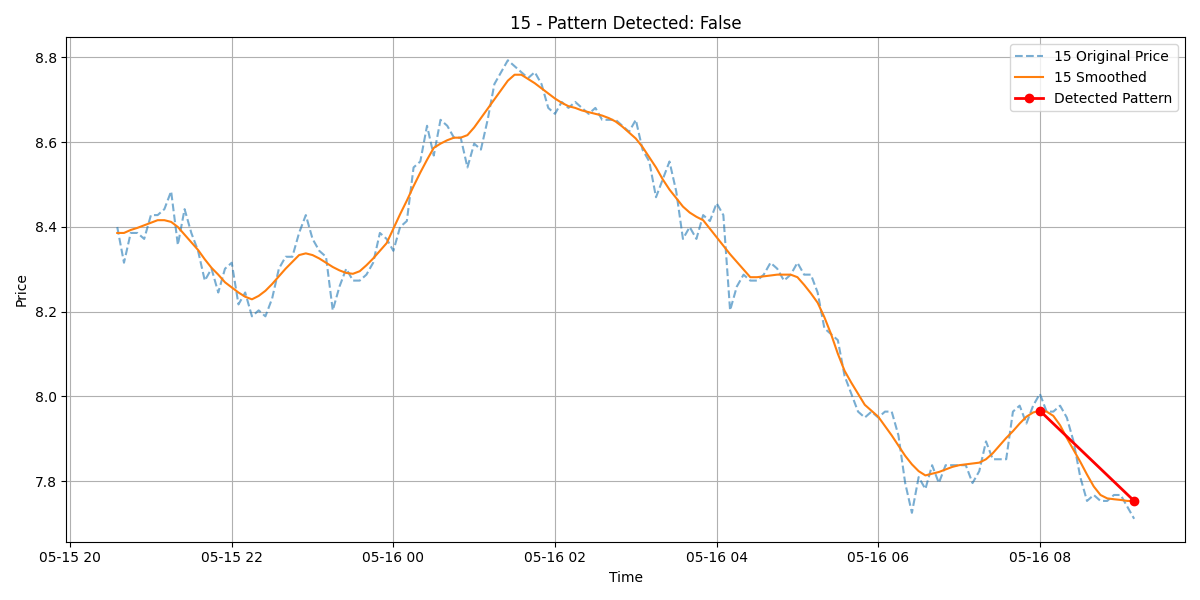 15 - Pattern Detected: False
15 Original Price
15 Smoothed
Detected Pattern
Price
8.8
8.6
8.4
8.2
8.0
7.8
05-15 20 05-15 22 05-16 00 05-16 02 05-16 04 05-16 06 05-16 08
Time